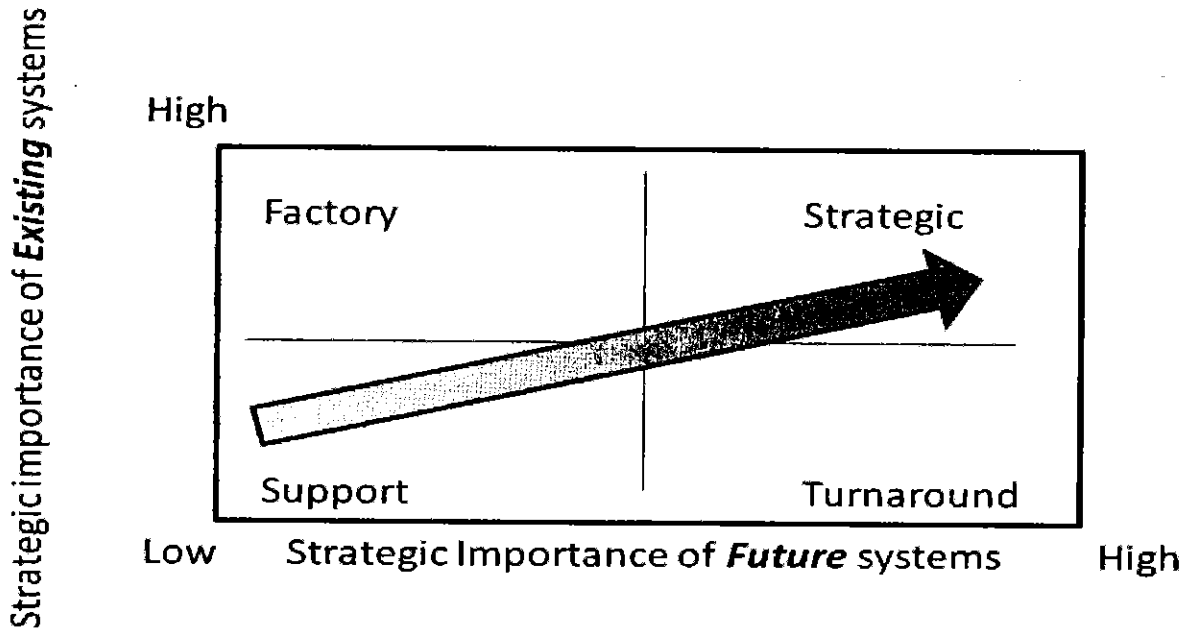 Strategic importance of Existing systems
High
Factory
Strategic
Support
Turnaround
Low
Strategic Importance of Future systems
High